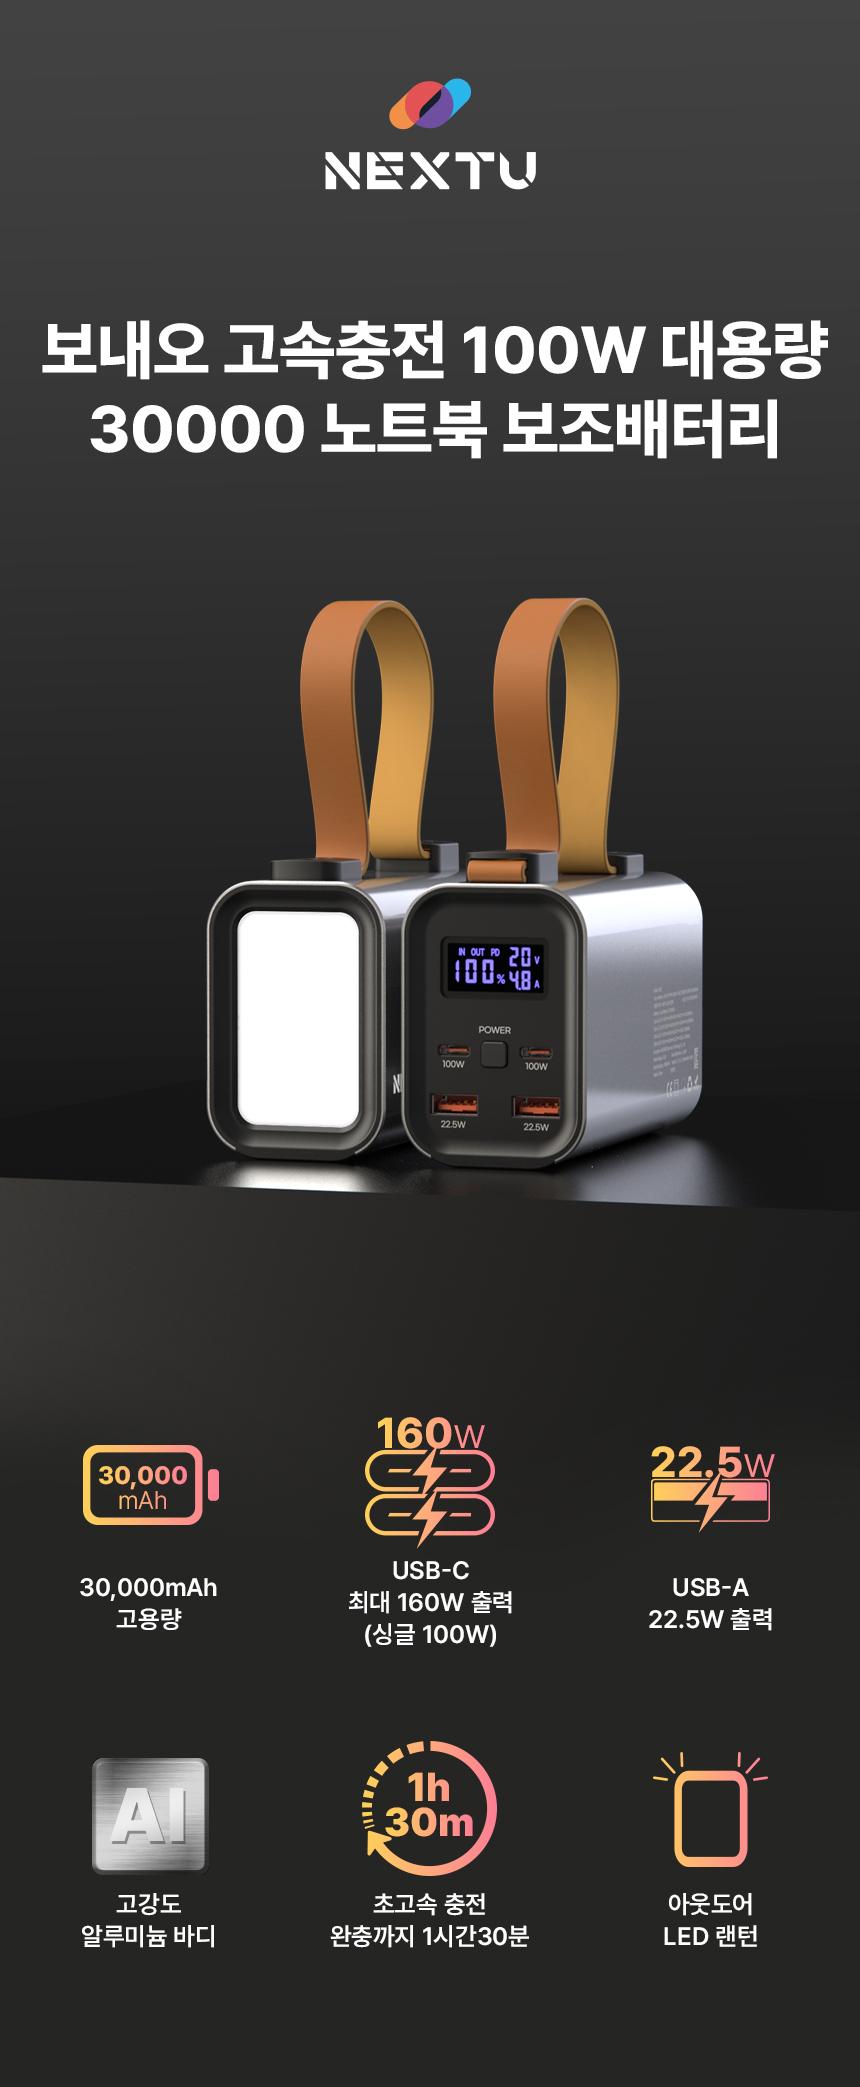 NEXTU
보내오 고속충전 100W 대용량
30000 노트북 보조배터리
IN OUT PD 20V
100% 4.8A
POWER
100W 100W
22.5W 22.5W
30,000
mAh
30,000mAh
고용량
160W
USB-C
최대 160W 출력
(싱글 100W)
22.5W
USB-A
22.5W 출력
Al
고강도
알루미늄 바디
1h
30m
초고속 충전
완충까지 1시간30분
아웃도어
LED 랜턴